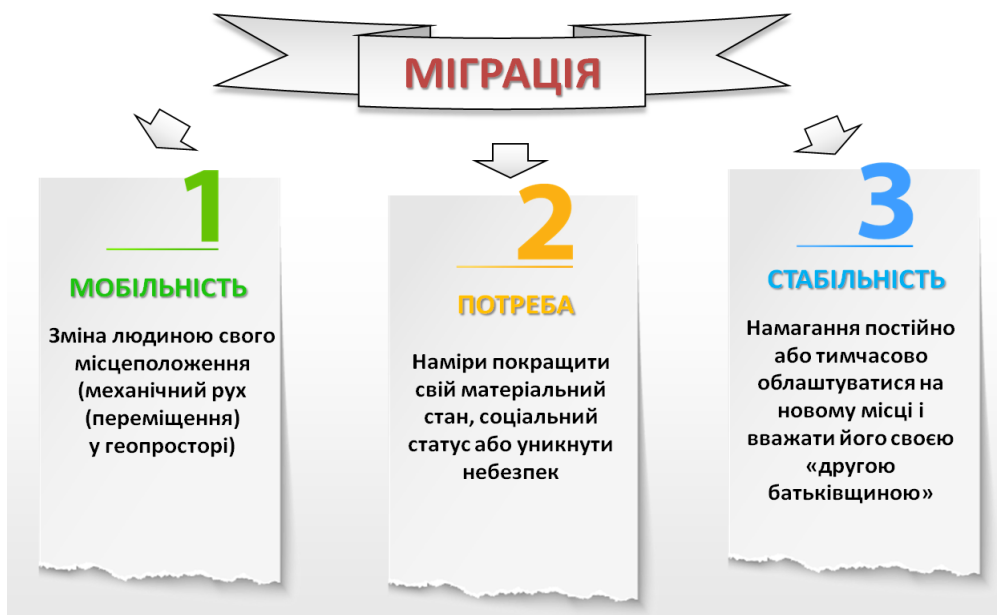 МІГРАЦІЯ
1
МОБІЛЬНІСТЬ
Зміна людиною свого
місцеположення
(механічний рух
(переміщення)
у геопросторі)
2
ПОТРЕБА
Наміри покращити
свій матеріальний
стан, соціальний
статус або уникнути
небезпек
3
СТАБІЛЬНІСТЬ
Намагання постійно
або тимчасово
облаштуватися на
новому місці і
вважати його своєю
«другою
батьківщиною»